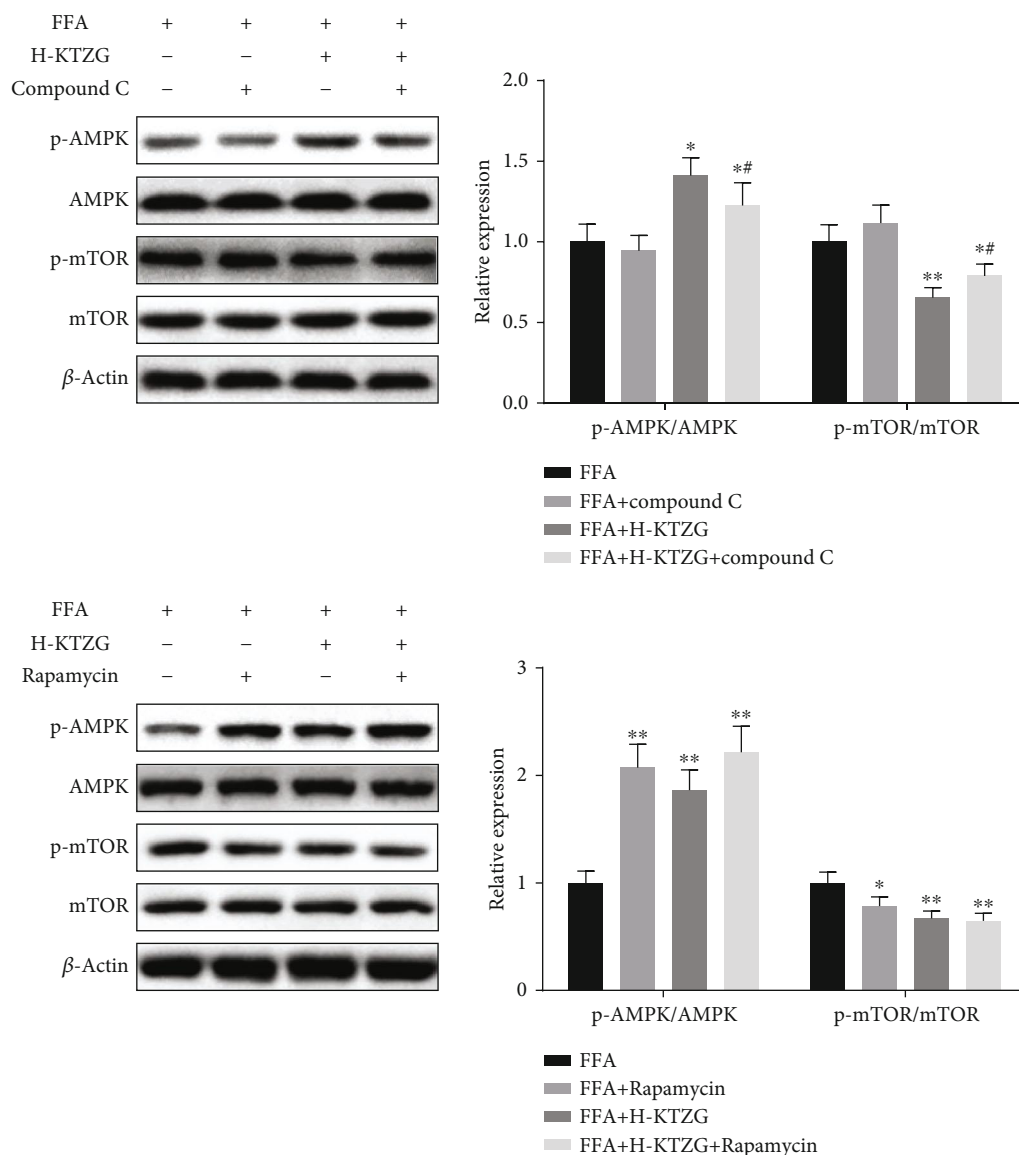 FFA + + + +
H-KTZG – – + +
Compound C – + – +
p-AMPK
AMPK
p-mTOR
mTOR
β-Actin
Relative expression
2.0
1.5
1.0
0.5
0.0
* *# ** *#
p-AMPK/AMPK p-mTOR/mTOR
FFA
FFA+compound C
FFA+H-KTZG
FFA+H-KTZG+compound C
FFA + + + +
H-KTZG – – + +
Rapamycin – + – +
p-AMPK
AMPK
p-mTOR
mTOR
β-Actin
Relative expression
3
2
1
0
** ** ** * ** **
p-AMPK/AMPK p-mTOR/mTOR
FFA
FFA+Rapamycin
FFA+H-KTZG
FFA+H-KTZG+Rapamycin